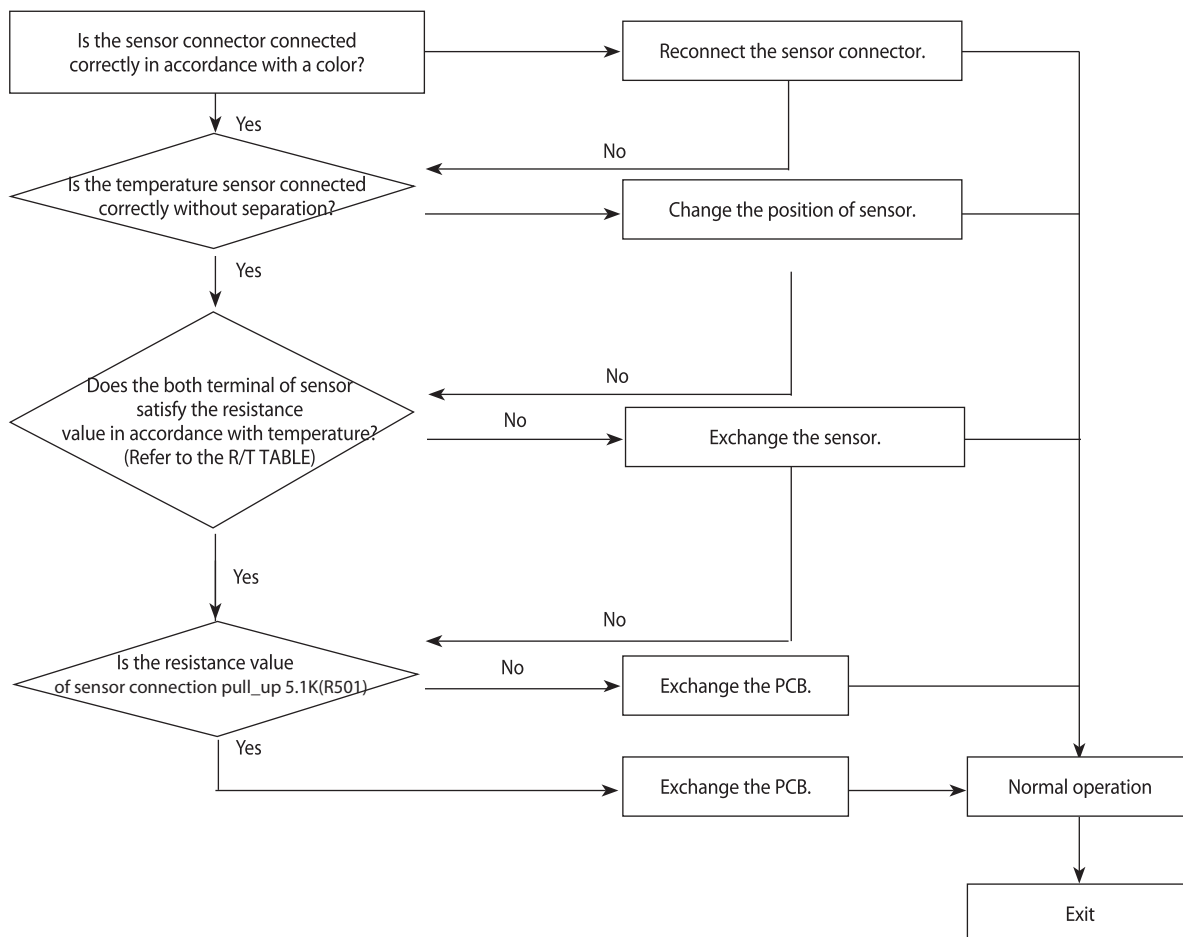 Is the sensor connector connected
correctly in accordance with a color?
Reconnect the sensor connector.
Yes
No
Is the temperature sensor connected
correctly without separation?
Change the position of sensor.
Yes
No
Does the both terminal of sensor
satisfy the resistance
value in accordance with temperature?
(Refer to the R/T TABLE)
No
Exchange the sensor.
Yes
No
Is the resistance value
of sensor connection pull_up 5.1K(R501)
No
Exchange the PCB.
Yes
Exchange the PCB.
Normal operation
Exit